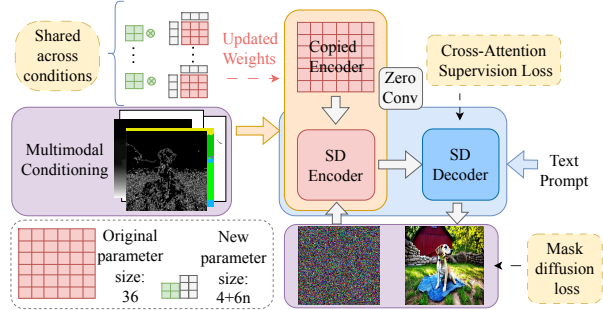 Shared
across
conditions
Updated
Weights
Copied
Encoder
Zero
Conv
Cross-Attention
Supervision Loss
Multimodal
Conditioning
SD
Encoder
SD
Decoder
Text
Prompt
Original
parameter
size:
36
New
parameter
size:
4+6n
Mask
diffusion
loss